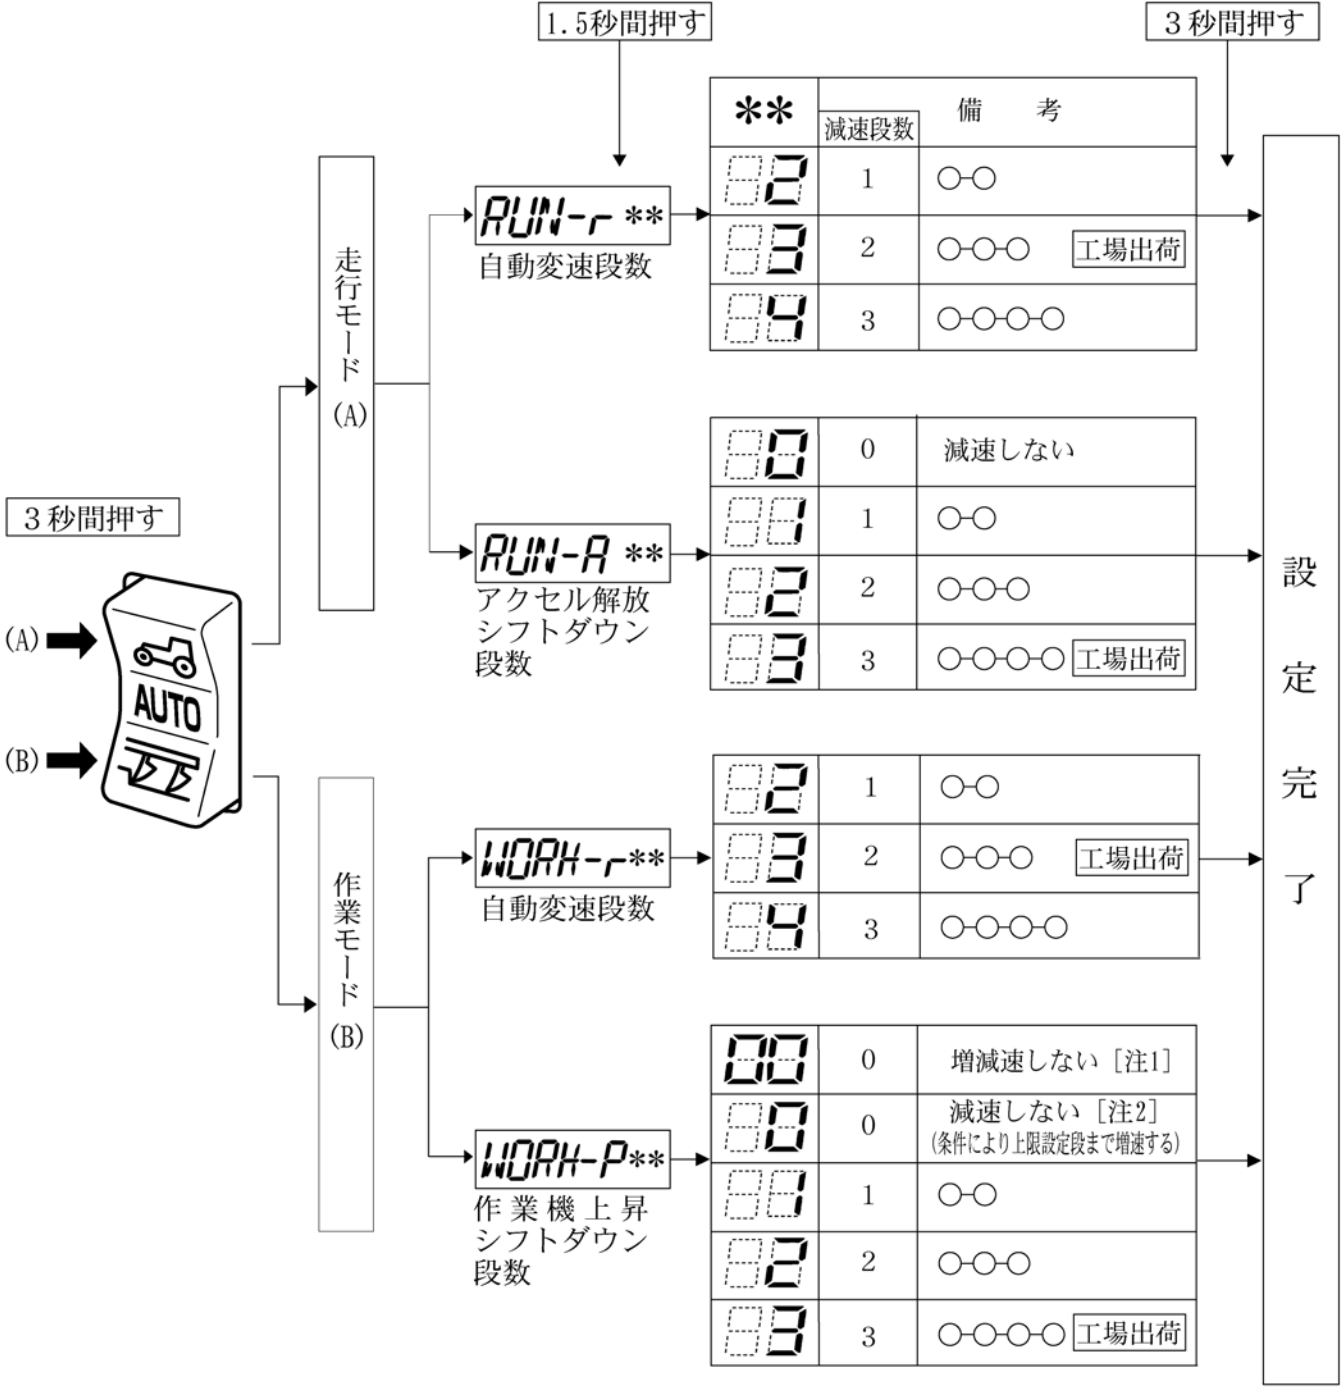 1.5秒間押す
3秒間押す
** 備考
減速段数
2 1
3 2 工場出荷
4 3
RUN-r **
自動変速段数
走行モード
(A)
0 0 減速しない
1 1
2 2
3 3 工場出荷
RUN-A **
アクセル解放
シフトダウン
段数
3秒間押す
(A)
AUTO
(B)
作業モード
(B)
2 1
3 2 工場出荷
4 3
WORK-r**
自動変速段数
00 0 増減速しない [注1]
0 0 減速しない [注2]
(条件により上限設定段まで増速する)
1 1
2 2
3 3 工場出荷
WORK-P**
作業機上昇
シフトダウン
段数
設定完了